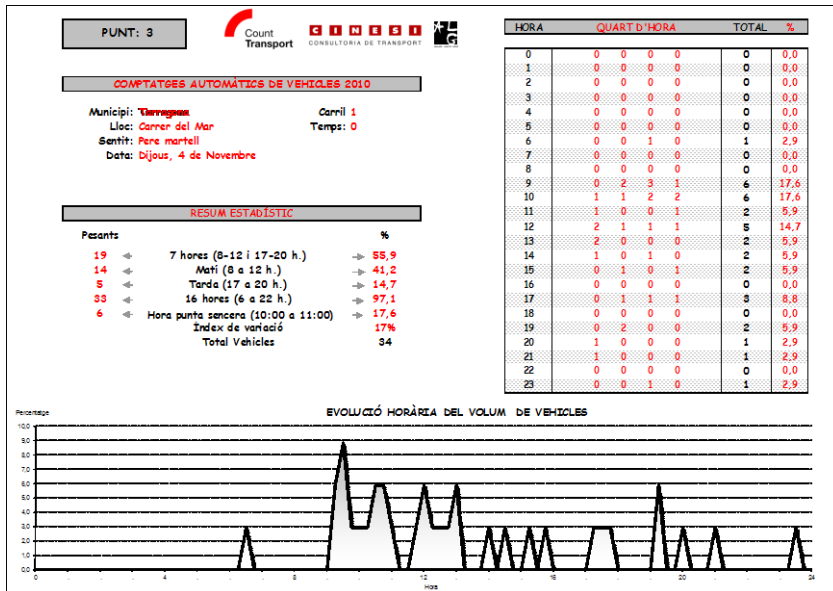 PUNT: 3
Count
Transport
CINESI
CONSULTORIA DE TRANSPORT
COMPTATGES AUTOMÀTICS DE VEHICLES 2010
Municipi: Carril 1
Lloc: Carrer del Mar Temps: 0
Sentit: Pere martell
Data: Dijous, 4 de Novembre
RESUM ESTADÍSTIC
Pesants %
19 7 hores (8-12 i 17-20 h.) 55,9
14 Matí (8 a 12 h.) 41,2
5 Tarda (17 a 20 h.) 14,7
33 16 hores (6 a 22 h.) 97,1
6 Hora punta sencera (10:00 a 11:00) 17,6
Índex de variació 17%
Total Vehicles 34
HORA QUART D'HORA TOTAL %
0 0 0 0 0 0 0,0
1 0 0 0 0 0 0,0
2 0 0 0 0 0 0,0
3 0 0 0 0 0 0,0
4 0 0 0 0 0 0,0
5 0 0 0 0 0 0,0
6 0 0 1 0 1 2,9
7 0 0 0 0 0 0,0
8 0 0 0 0 0 0,0
9 0 2 3 1 6 17,6
10 1 1 2 2 6 17,6
11 1 0 0 1 2 5,9
12 2 1 1 1 5 14,7
13 2 0 0 0 2 5,9
14 1 0 1 0 2 5,9
15 0 1 0 1 2 5,9
16 0 0 0 0 0 0,0
17 0 1 1 1 3 8,8
18 0 0 0 0 0 0,0
19 0 2 0 0 2 5,9
20 1 0 0 0 1 2,9
21 1 0 0 0 1 2,9
22 0 0 0 0 0 0,0
23 0 0 1 0 1 2,9
Percentatge
EVOLUCIÓ HORÀRIA DEL VOLUM DE VEHICLES
10,0
9,0
8,0
7,0
6,0
5,0
4,0
3,0
2,0
1,0
0,0
0 4 8 12 16 20 24
Hora